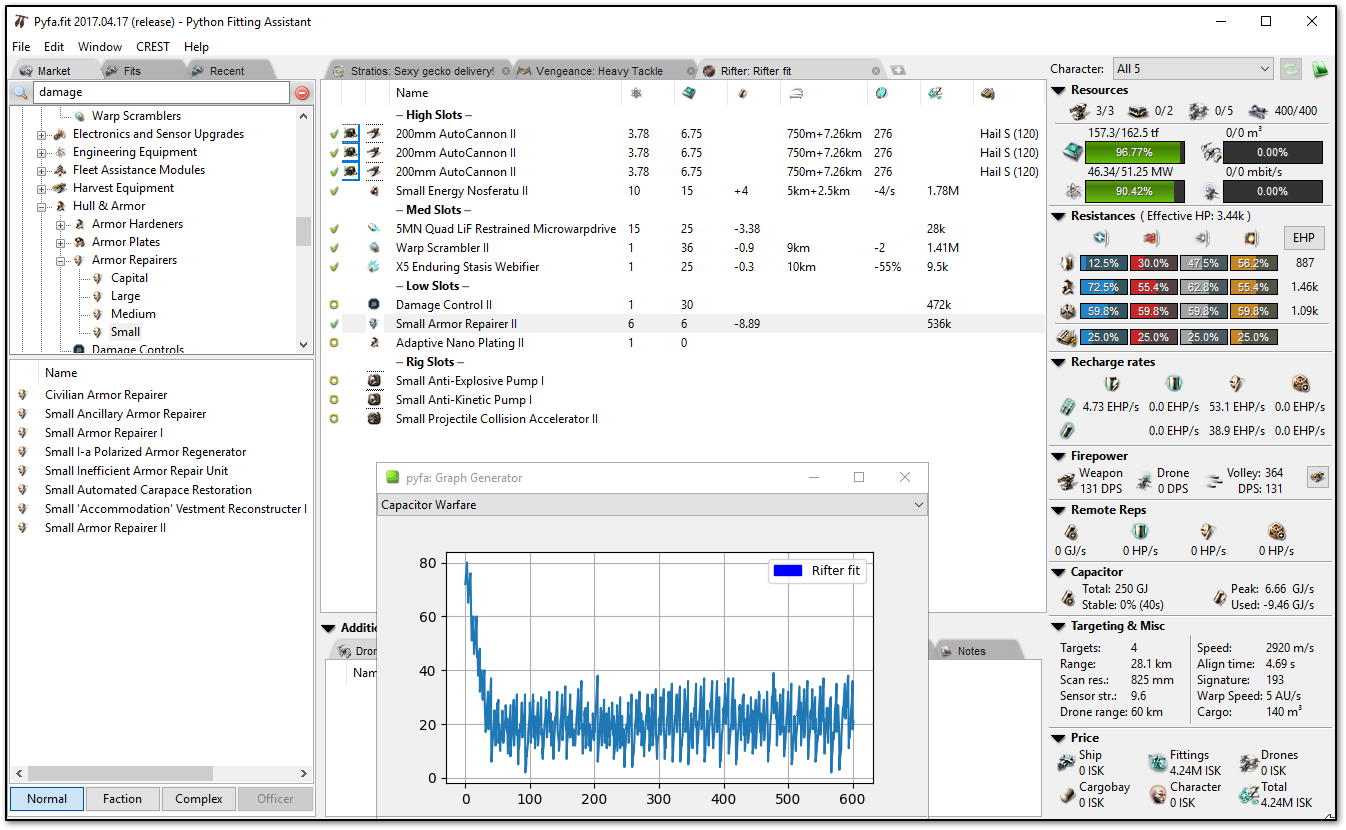 Pyfa.fit 2017.04.17 (release) - Python Fitting Assistant
File Edit Window CREST Help
Market Fits Recent
damage
Warp Scramblers
Electronics and Sensor Upgrades
Engineering Equipment
Fleet Assistance Modules
Harvest Equipment
Hull & Armor
Armor Hardeners
Armor Plates
Armor Repairers
Capital
Large
Medium
Small
Damage Controls
Name
Civilian Armor Repairer
Small Ancillary Armor Repairer
Small Armor Repairer I
Small I-a Polarized Armor Regenerator
Small Inefficient Armor Repair Unit
Small Automated Carapace Restoration
Small 'Accommodation' Vestment Reconstructer I
Small Armor Repairer II
Normal Faction Complex Officer
Stratios: Sexy gecko delivery! Vengeance: Heavy Tackle Rifter: Rifter fit
Name
– High Slots –
200mm AutoCannon II 3.78 6.75 750m+7.26km 276 Hail S (120)
200mm AutoCannon II 3.78 6.75 750m+7.26km 276 Hail S (120)
200mm AutoCannon II 3.78 6.75 750m+7.26km 276 Hail S (120)
Small Energy Nosferatu II 10 15 +4 5km+2.5km -4/s 1.78M
– Med Slots –
5MN Quad LiF Restrained Microwarpdrive 15 25 -3.38 28k
Warp Scrambler II 1 36 -0.9 9km -2 1.41M
X5 Enduring Stasis Webifier 1 25 -0.3 10km -55% 9.5k
– Low Slots –
Damage Control II 1 30 472k
Small Armor Repairer II 6 6 -8.89 536k
Adaptive Nano Plating II 1 0
– Rig Slots –
Small Anti-Explosive Pump I
Small Anti-Kinetic Pump I
Small Projectile Collision Accelerator II
Additi
Dron
Notes
Nam
pyfa: Graph Generator
Capacitor Warfare
Rifter fit
80
60
40
20
0
0 100 200 300 400 500 600
Character: All 5
Resources
3/3 0/2 0/5 400/400
157.3/162.5 tf 0/0 m³
96.77% 0.00%
46.34/51.25 MW 0/0 mbit/s
90.42% 0.00%
Resistances ( Effective HP: 3.44k )
EHP
12.5% 30.0% 47.5% 56.2% 887
72.5% 55.4% 62.8% 55.4% 1.46k
59.8% 59.8% 59.8% 59.8% 1.09k
25.0% 25.0% 25.0% 25.0%
Recharge rates
4.73 EHP/s 0.0 EHP/s 53.1 EHP/s 0.0 EHP/s
0.0 EHP/s 38.9 EHP/s 0.0 EHP/s
Firepower
Weapon Drone Volley: 364
131 DPS 0 DPS DPS: 131
Remote Reps
0 GJ/s 0 HP/s 0 HP/s 0 HP/s
Capacitor
Total: 250 GJ Peak: 6.66 GJ/s
Stable: 0% (40s) Used: -9.46 GJ/s
Targeting & Misc
Targets: 4 Speed: 2920 m/s
Range: 28.1 km Align time: 4.69 s
Scan res.: 825 mm Signature: 193
Sensor str.: 9.6 Warp Speed: 5 AU/s
Drone range: 60 km Cargo: 140 m³
Price
Ship Fittings Drones
0 ISK 4.24M ISK 0 ISK
Cargobay Character Total
0 ISK 0 ISK 4.24M ISK